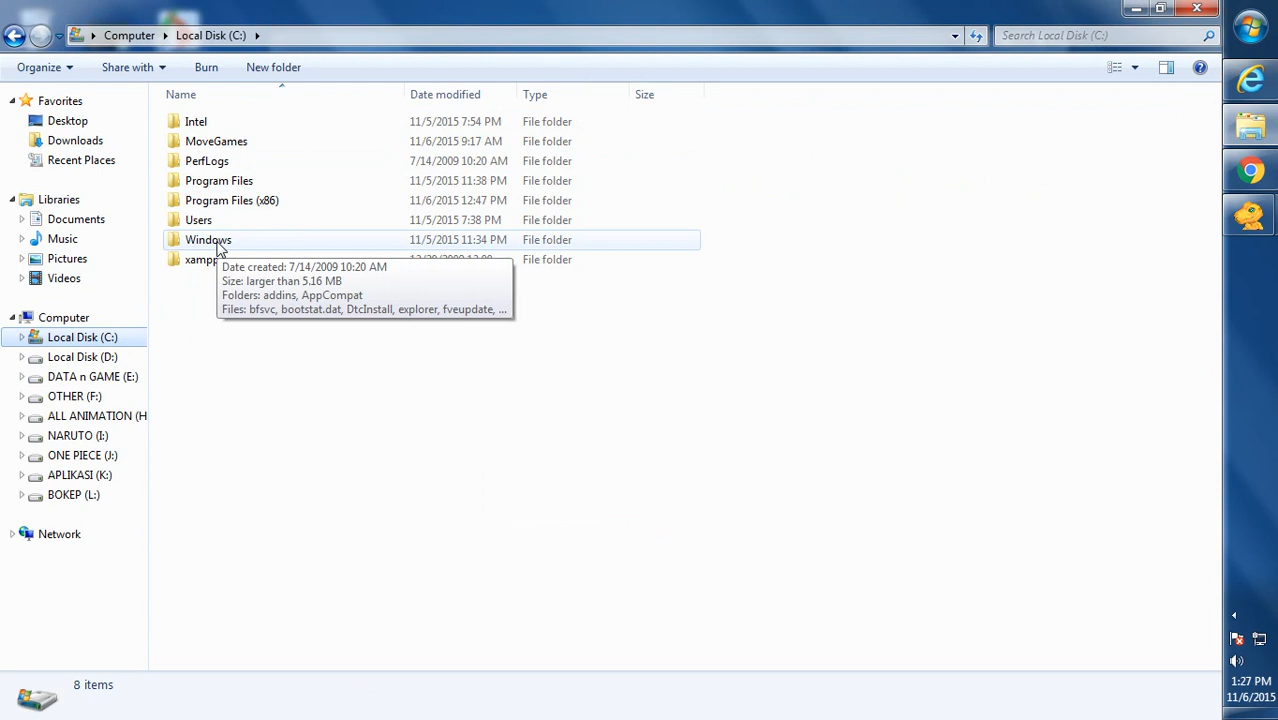 Computer Local Disk (C:)
Search Local Disk (C:)
Organize Share with Burn New folder
Name Date modified Type Size
Favorites
Desktop
Downloads
Recent Places
Libraries
Documents
Music
Pictures
Videos
Computer
Local Disk (C:)
Local Disk (D:)
DATA n GAME (E:)
OTHER (F:)
ALL ANIMATION (H
NARUTO (I:)
ONE PIECE (J:)
APLIKASI (K:)
BOKEP (L:)
Network
Intel 11/5/2015 7:54 PM File folder
MoveGames 11/6/2015 9:17 AM File folder
PerfLogs 7/14/2009 10:20 AM File folder
Program Files 11/5/2015 11:38 PM File folder
Program Files (x86) 11/6/2015 12:47 PM File folder
Users 11/5/2015 7:38 PM File folder
Windows 11/5/2015 11:34 PM File folder
xampp File folder
Date created: 7/14/2009 10:20 AM
Size: larger than 5.16 MB
Folders: addins, AppCompat
Files: bfsvc, bootstat.dat, DtcInstall, explorer, fveupdate, ...
8 items
1:27 PM
11/6/2015